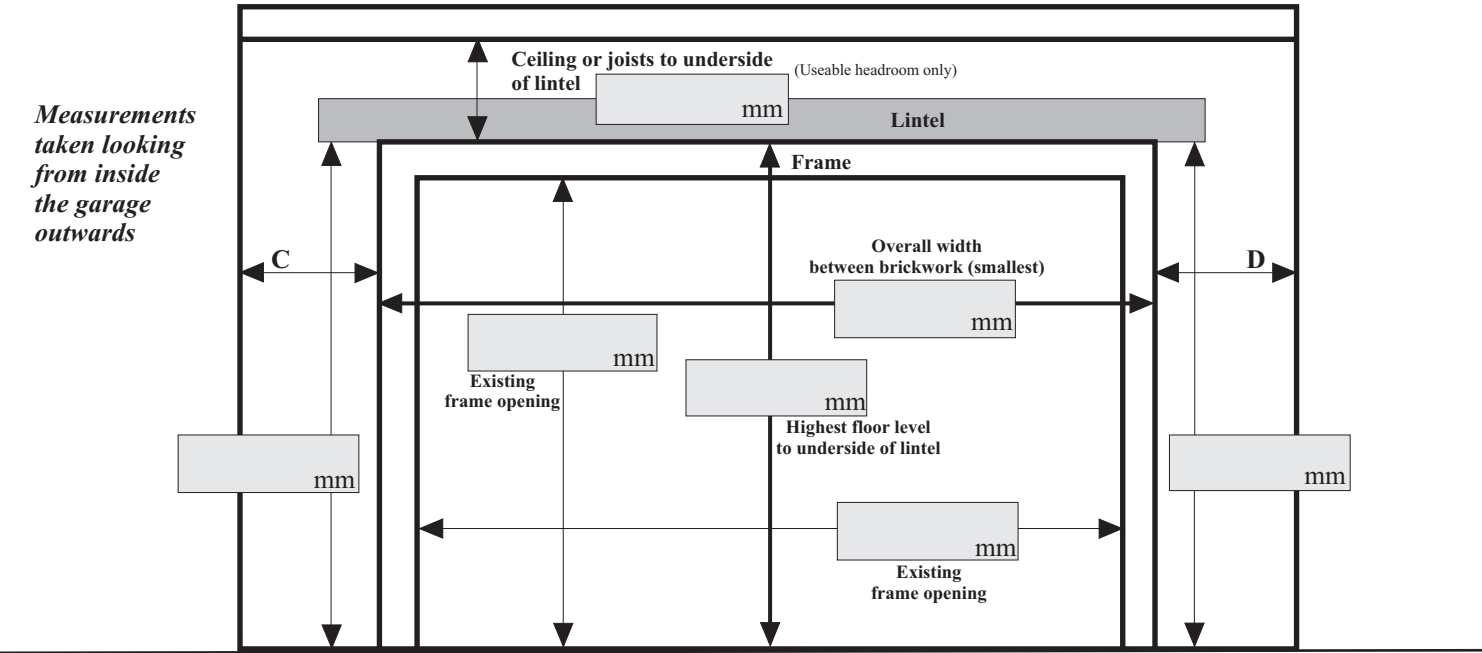 Ceiling or joists to underside
of lintel
(Useable headroom only)
mm
Measurements
taken looking
from inside
the garage
outwards
Lintel
Frame
C
D
Overall width
between brickwork (smallest)
mm
mm
Existing
frame opening
mm
Highest floor level
to underside of lintel
mm
mm
mm
Existing
frame opening